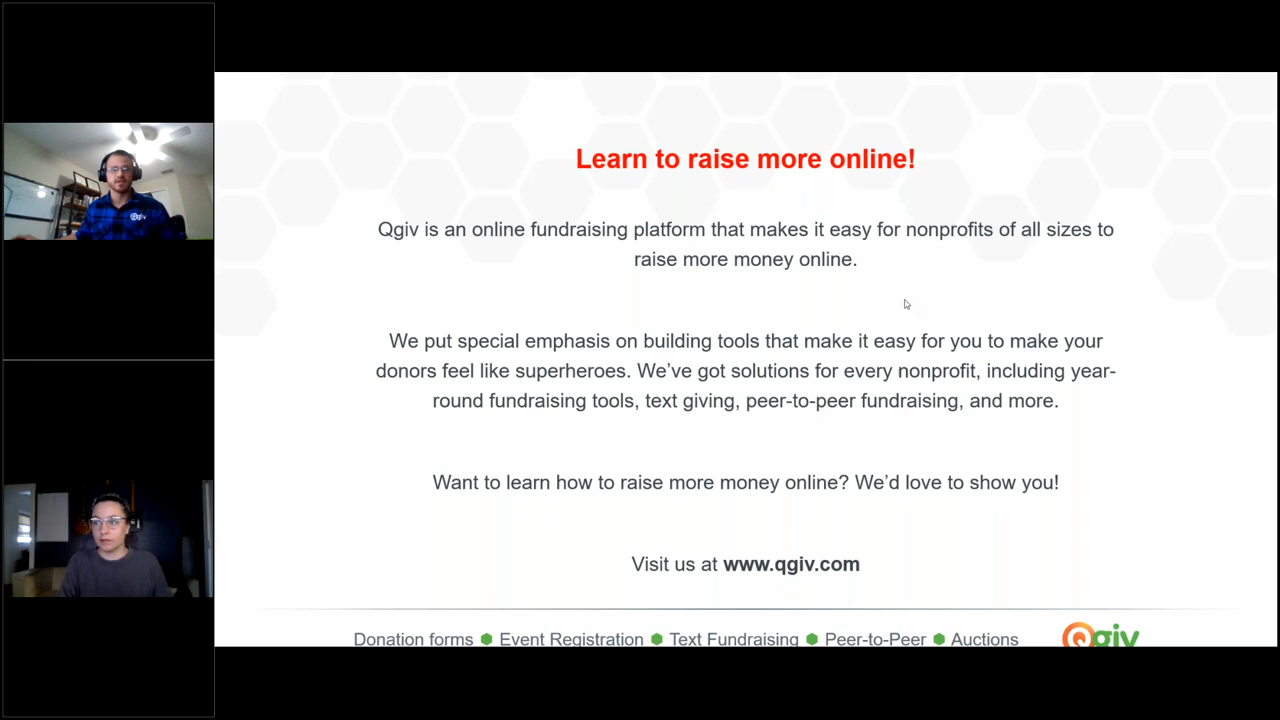 Learn to raise more online!
Qgiv is an online fundraising platform that makes it easy for nonprofits of all sizes to
raise more money online.
We put special emphasis on building tools that make it easy for you to make your
donors feel like superheroes. We’ve got solutions for every nonprofit, including year-
round fundraising tools, text giving, peer-to-peer fundraising, and more.
Want to learn how to raise more money online? We’d love to show you!
Visit us at www.qgiv.com
Donation forms ⬢ Event Registration ⬢ Text Fundraising ⬢ Peer-to-Peer ⬢ Auctions
Qgiv
Qgiv